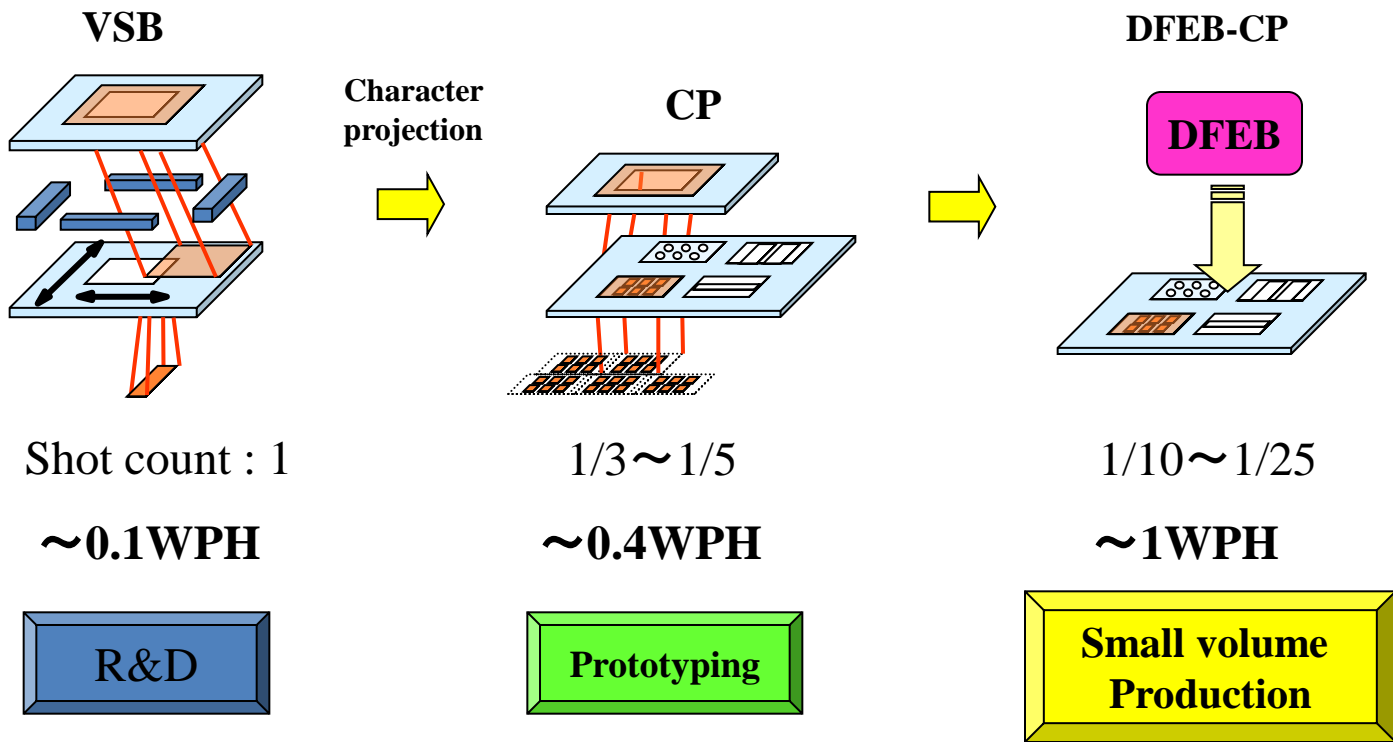 VSB
Character
projection
CP
DFEB-CP
DFEB
Shot count : 1
1/3～1/5
1/10～1/25
～0.1WPH
～0.4WPH
～1WPH
R&D
Prototyping
Small volume
Production